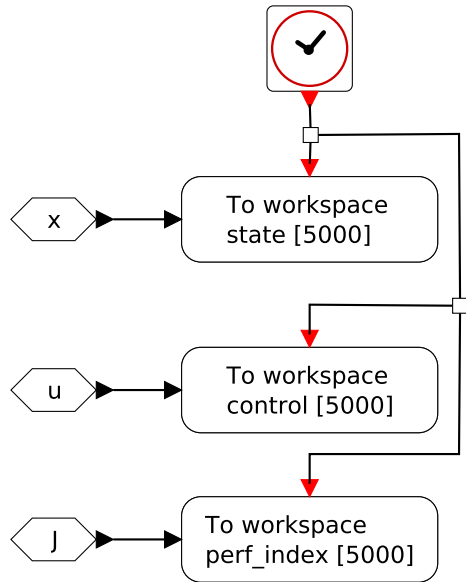 x
To workspace
state [5000]
u
To workspace
control [5000]
J
To workspace
perf_index [5000]